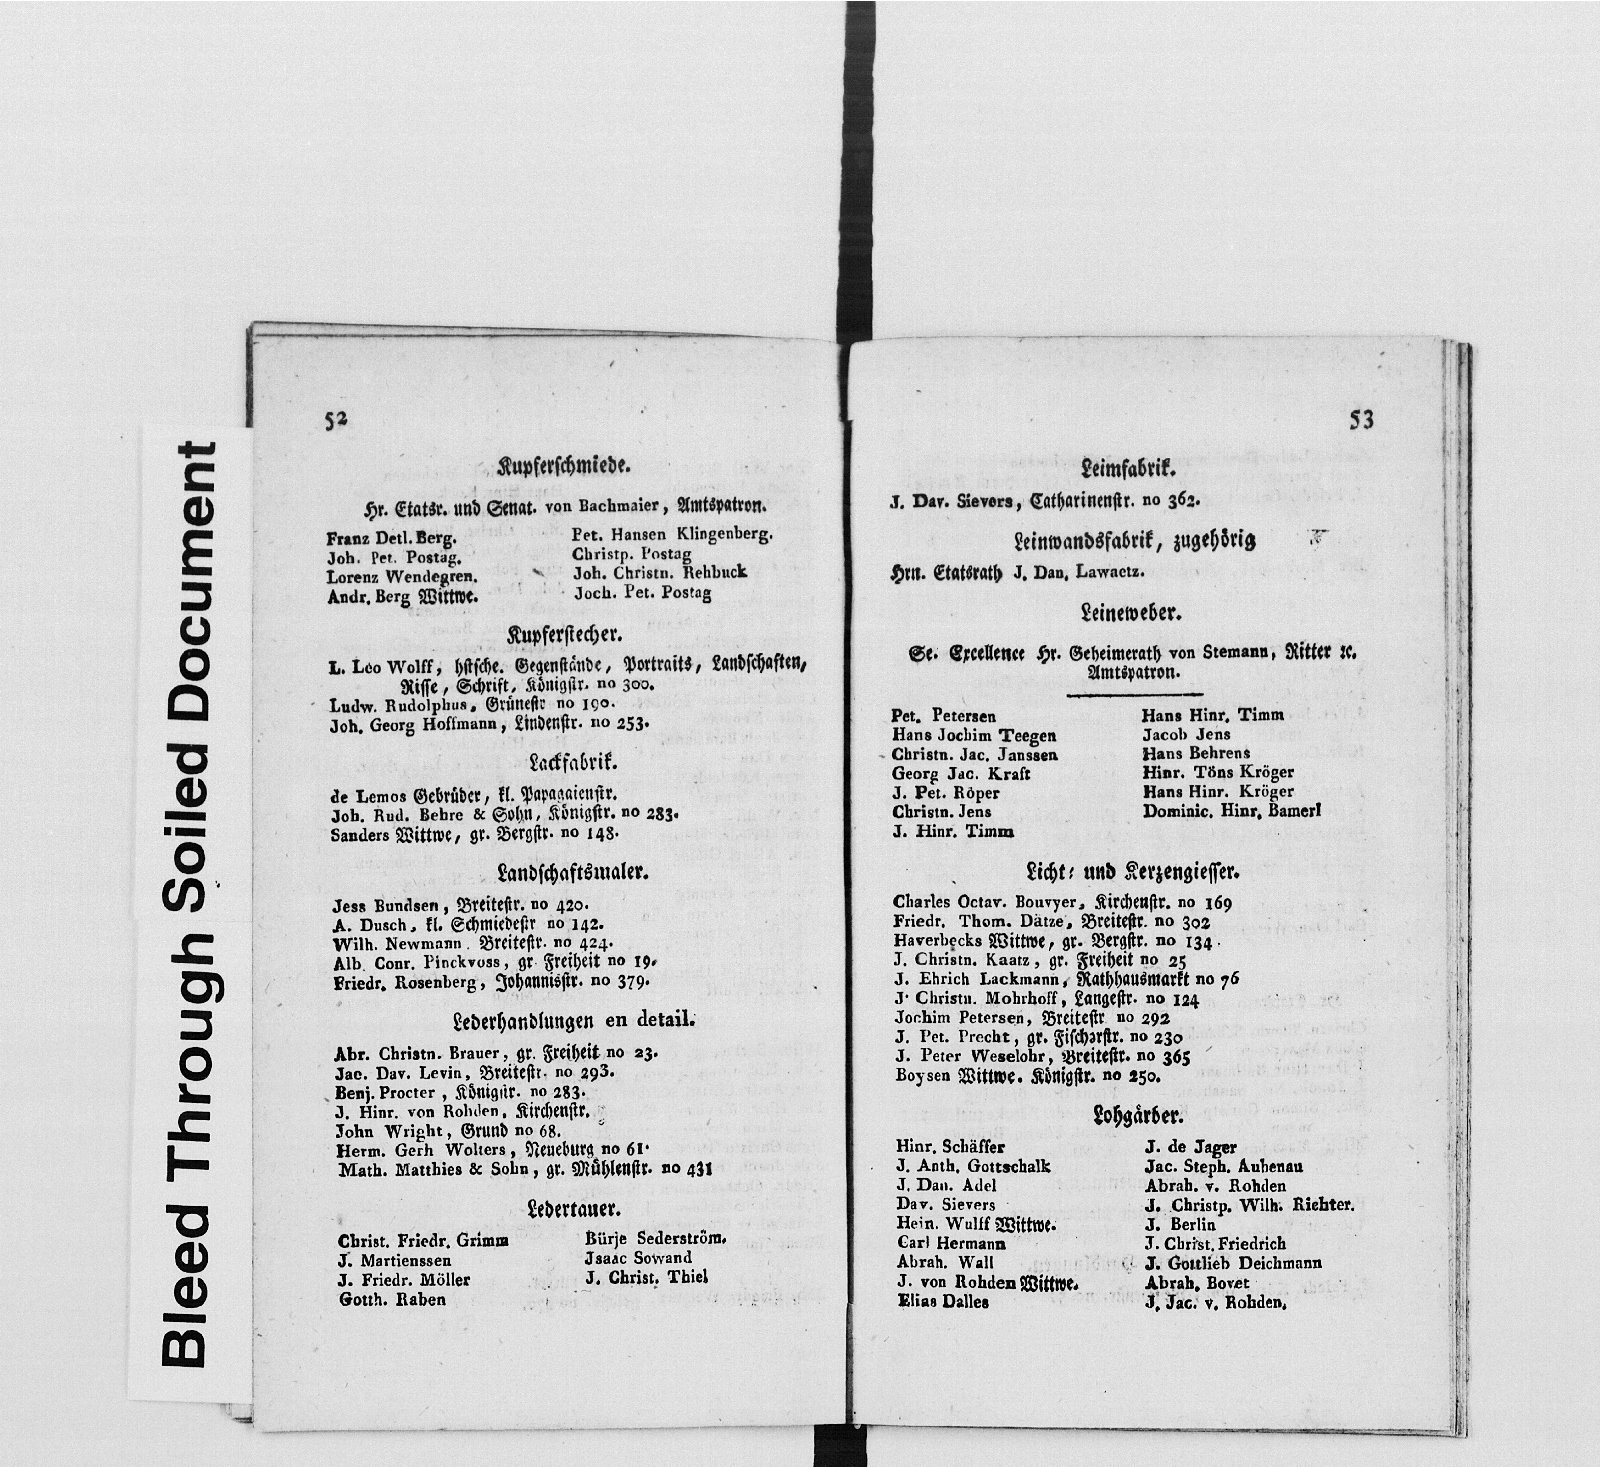 Bleed Through Soiled Document
52
Kupferschmiede.
Hr. Etatsr. und Senat. von Bachmaier, Amtspatron.
Franz Detl. Berg.
Joh. Pet. Postag.
Lorenz Wendegren.
Andr. Berg Wittwe.
Pet. Hansen Klingenberg.
Christp. Postag
Joh. Christn. Rehbuck
Joch. Pet. Postag
Kupferstecher.
L. Leo Wolff, hstsche. Gegenstände, Portraits, Landschaften,
Risse, Schrift, Königstr. no 300.
Ludw. Rudolphus, Grünestr no 190.
Joh. Georg Hoffmann, Lindenstr. no 253.
Lackfabrik.
de Lemos Gebrüder, kl. Papagaienstr.
Joh. Rud. Behre & Sohn, Königstr. no 283.
Sanders Wittwe, gr. Bergstr. no 148.
Landschaftsmaler.
Jess Bundsen, Breitestr. no 420.
A. Dusch, kl. Schmiedestr no 142.
Wilh. Newmann. Breitestr. no 424.
Alb. Conr. Pinckvoss, gr. Freiheit no 19.
Friedr. Rosenberg, Johannisstr. no 379.
Lederhandlungen en detail.
Abr. Christn. Brauer, gr. Freiheit no 23.
Jac. Dav. Levin, Breitestr. no 293.
Benj. Procter, Königstr. no 283.
J. Hinr. von Rohden, Kirchenstr.
John Wright, Grund no 68.
Herm. Gerh Wolters, Neueburg no 61.
Math. Matthies & Sohn, gr. Mühlenstr. no 431
Ledertauer.
Christ. Friedr. Grimm
J. Martienssen
J. Friedr. Möller
Gotth. Raben
Bürje Sederström.
Jsaac Sowand
J. Christ. Thiel
53
Leimfabrik.
J. Dav. Sievers, Catharinenstr. no 362.
Leinwandsfabrik, zugehörig
Hrn. Etatsrath J. Dan. Lawaetz.
Leineweber.
Se. Excellence Hr. Geheimerath von Stemann, Ritter ꝛc.
Amtspatron.
Pet. Petersen
Hans Jochim Teegen
Christn. Jac. Janssen
Georg Jac. Kraft
J. Pet. Röper
Christn. Jens
J. Hinr. Timm
Hans Hinr. Timm
Jacob Jens
Hans Behrens
Hinr. Töns Kröger
Hans Hinr. Kröger
Dominic. Hinr. Bamerl
Licht: und Kerzengiesser.
Charles Octav. Bouvyer, Kirchenstr. no 169
Friedr. Thom. Dätze, Breitestr. no 302
Haverbecks Wittwe, gr. Bergstr. no 134.
J. Christn. Kaatz, gr. Freiheit no 25
J. Ehrich Lackmann, Rathhausmarkt no 76
J. Christn. Mohrhoff, Langestr. no 124
Jochim Petersen, Breitestr no 292
J. Pet. Precht, gr. Fischerstr. no 230
J. Peter Weselohr, Breitestr. no 365
Boysen Wittwe. Königstr. no 250.
Lohgärber.
Hinr. Schäffer
J. Anth. Gottschalk
J. Dan. Adel
Dav. Sievers
Hein. Wulff Wittwe.
Carl Hermann
Abrah. Wall
J. von Rohden Wittwe.
Elias Dalles
J. de Jager
Jac. Steph. Auhenau
Abrah. v. Rohden
J. Christp. Wilh. Richter.
J. Berlin
J. Christ. Friedrich
J. Gottlieb Deichmann
Abrah. Bovet
J. Jac. v. Rohden.